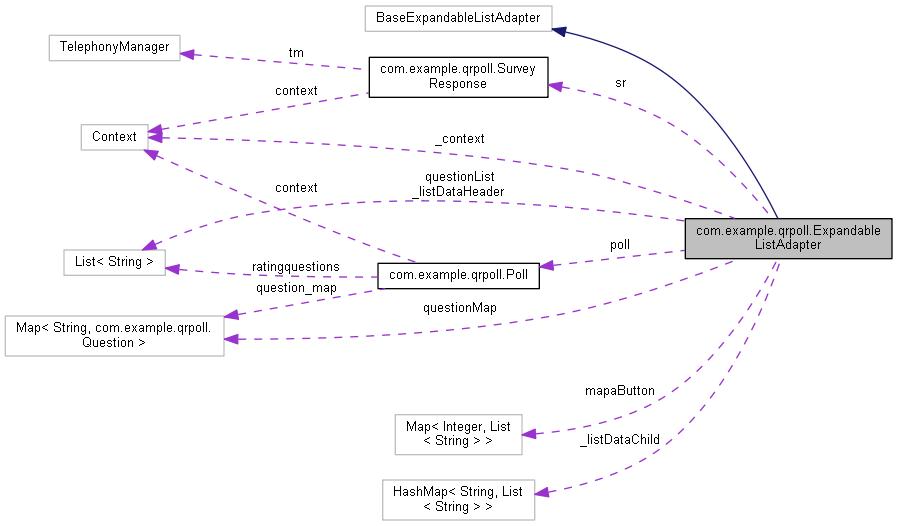 BaseExpandableListAdapter
TelephonyManager
tm
com.example.qrpoll.Survey
Response
sr
context
Context
_context
questionList
_listDataHeader
context
com.example.qrpoll.Expandable
ListAdapter
poll
List< String >
ratingquestions
com.example.qrpoll.Poll
question_map
questionMap
Map< String, com.example.qrpoll.
Question >
mapaButton
Map< Integer, List
< String > >
_listDataChild
HashMap< String, List
< String > >